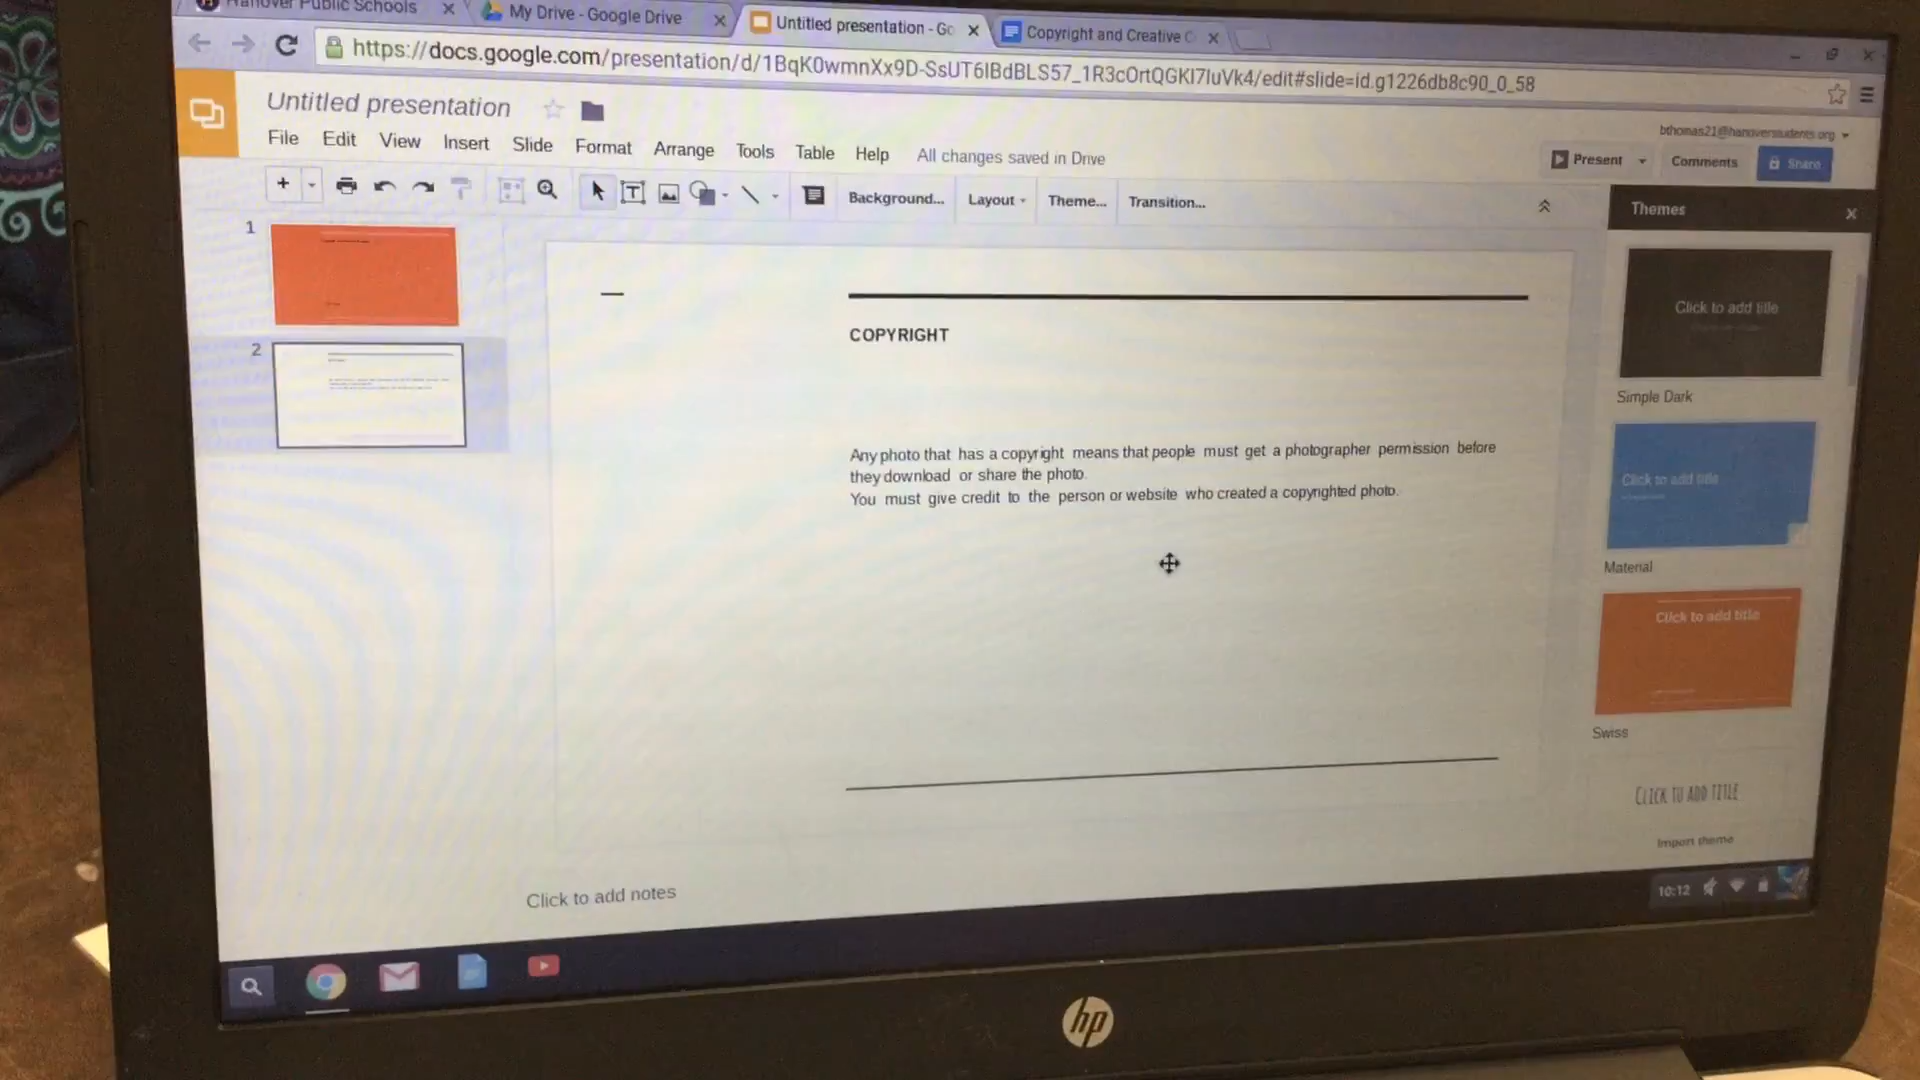 Hanover Public Schools
My Drive - Google Drive
Untitled presentation - Go
Copyright and Creative C
https://docs.google.com/presentation/d/1BqK0wmnXx9D-SsUT6IBdBLS57_1R3cOrtQGKI7IuVk4/edit#slide=id.g1226db8c90_0_58
Untitled presentation
bthomas21@hanoverstudents.org
File Edit View Insert Slide Format Arrange Tools Table Help All changes saved in Drive
Present Comments Share
Background... Layout Theme... Transition...
Themes
1
2
COPYRIGHT
Any photo that has a copyright means that people must get a photographer permission before
they download or share the photo.
You must give credit to the person or website who created a copyrighted photo.
Click to add title
Simple Dark
Click to add title
Material
Click to add title
Swiss
CLICK TO ADD TITLE
Import theme
Click to add notes
10:12
hp